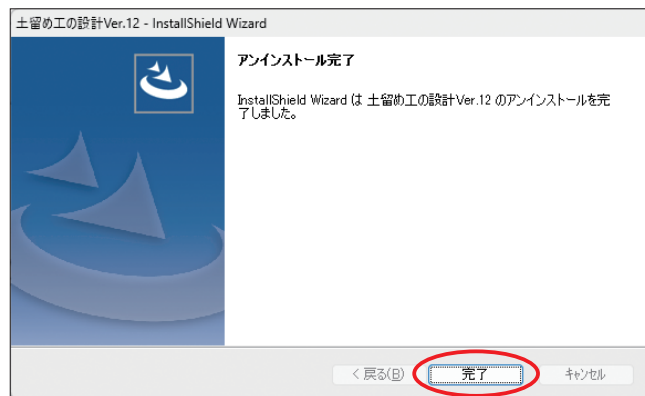 土留め工の設計Ver.12 - InstallShield Wizard
アンインストール完了
InstallShield Wizard は 土留め工の設計Ver.12 のアンインストールを完
了しました。
< 戻る(B) 完了 キャンセル